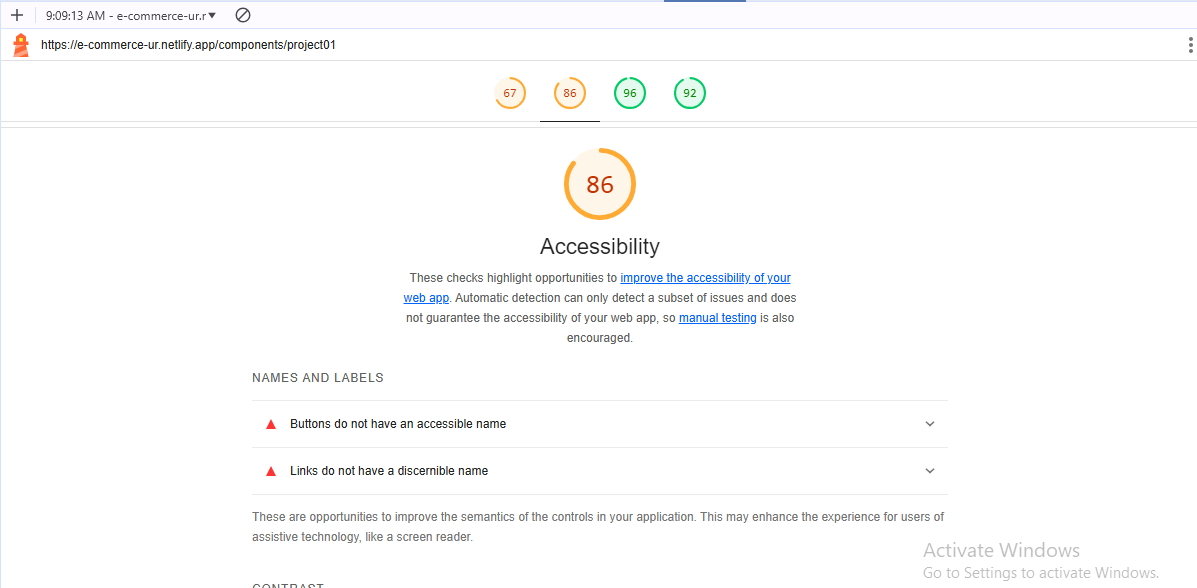 9:09:13 AM - e-commerce-ur.r
https://e-commerce-ur.netlify.app/components/project01
67 86 96 92
86
Accessibility
These checks highlight opportunities to improve the accessibility of your
web app. Automatic detection can only detect a subset of issues and does
not guarantee the accessibility of your web app, so manual testing is also
encouraged.
NAMES AND LABELS
Buttons do not have an accessible name
Links do not have a discernible name
These are opportunities to improve the semantics of the controls in your application. This may enhance the experience for users of
assistive technology, like a screen reader.
Activate Windows
Go to Settings to activate Windows.
CONTRAST